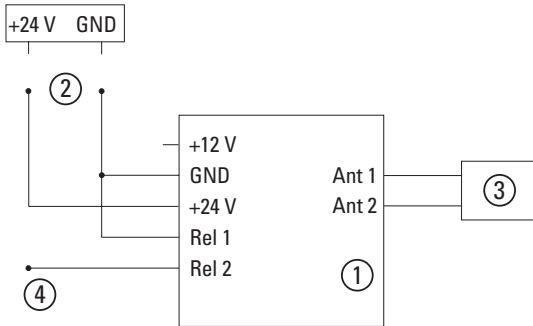 +24 V GND
2
+12 V
GND
+24 V
Rel 1
Rel 2
Ant 1
Ant 2
1
3
4